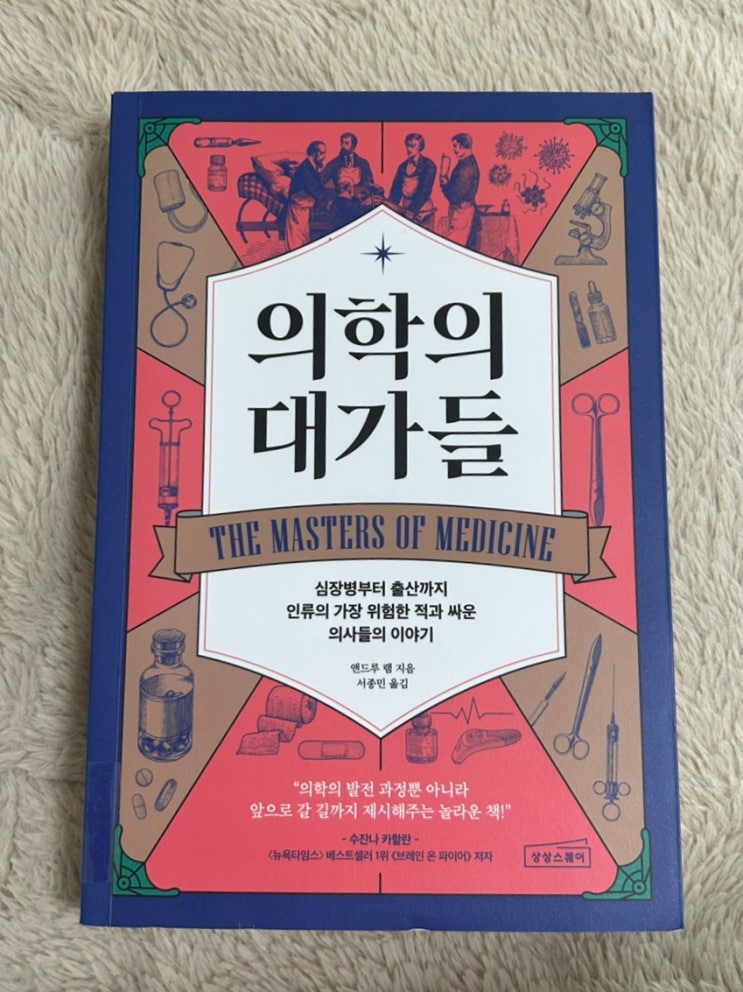 의학의
대가들
THE MASTERS OF MEDICINE
심장병부터 출산까지
인류의 가장 위험한 적과 싸운
의사들의 이야기
앤드루 램 지음
서종민 옮김
“의학의 발전 과정뿐 아니라
앞으로 갈 길까지 제시해주는 놀라운 책!”
- 수잔나 카할란 -
〈뉴욕타임스〉 베스트셀러 1위 《브레인 온 파이어》 저자
상상스퀘어